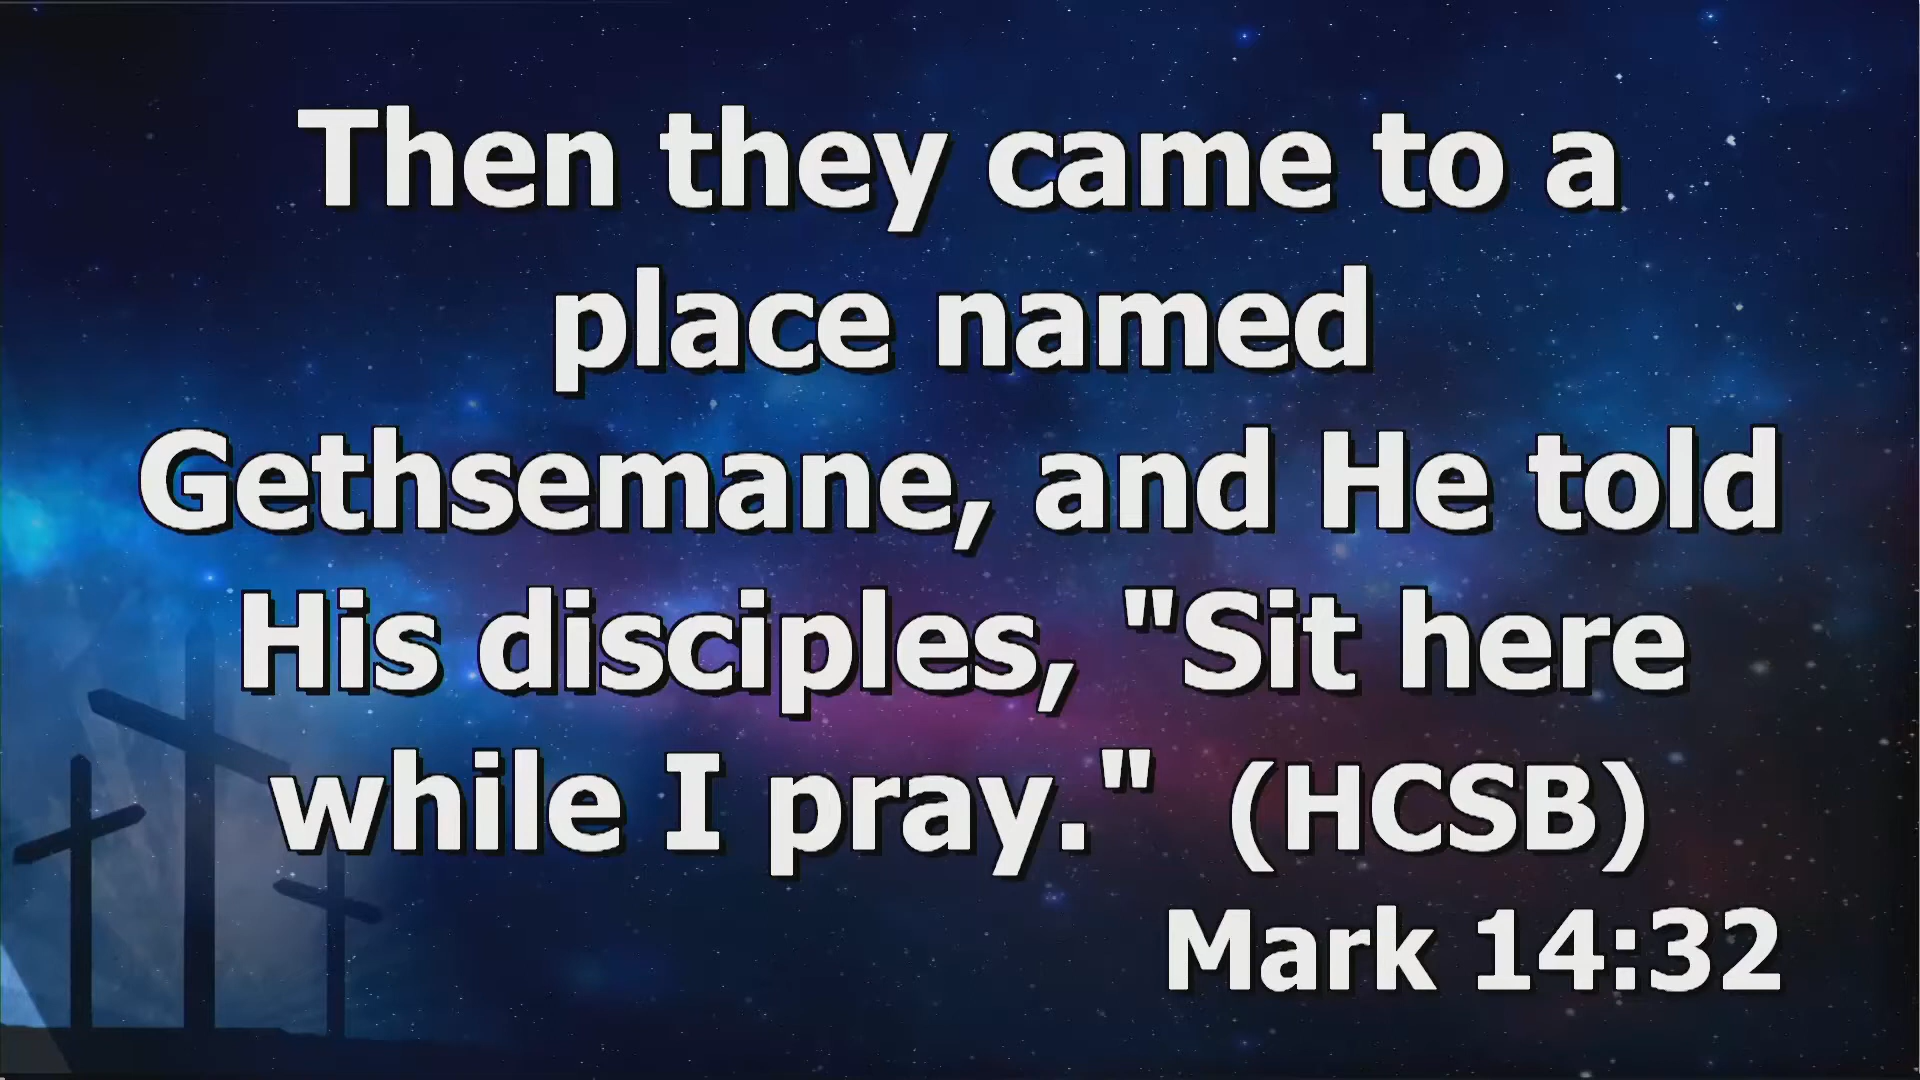 Then they came to a
place named
Gethsemane, and He told
His disciples, "Sit here
while I pray." (HCSB)
Mark 14:32